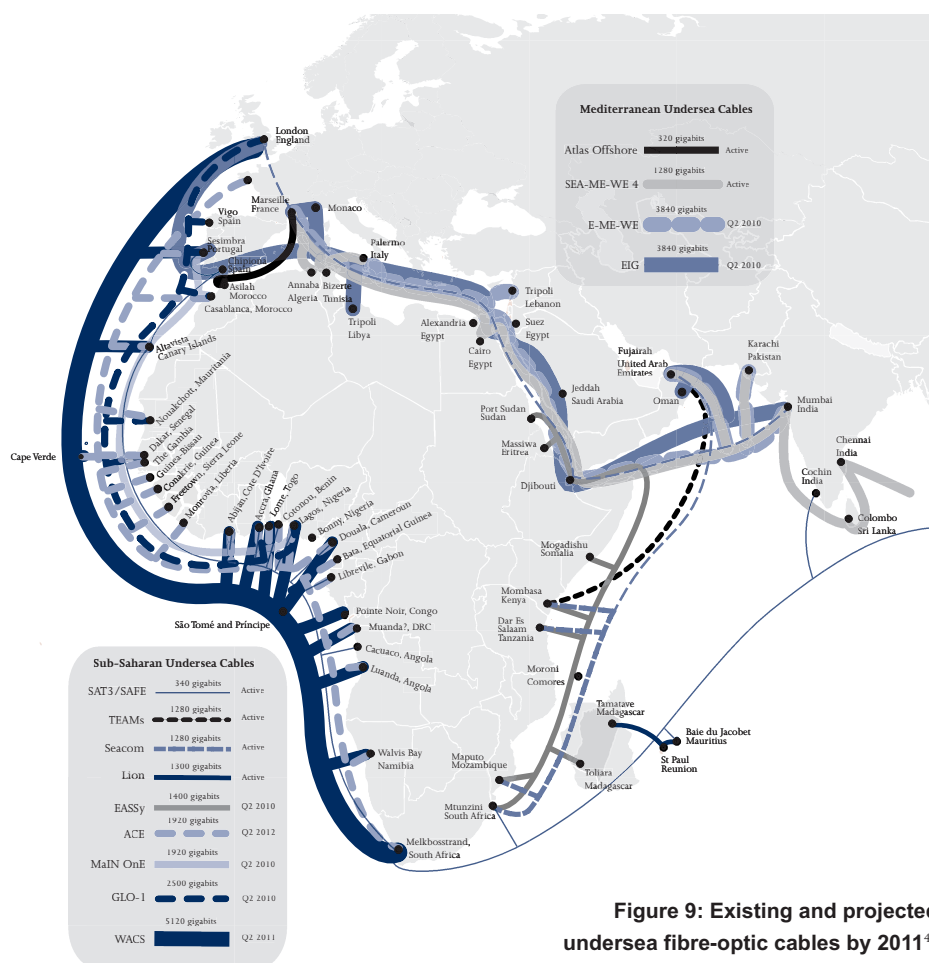 Mediterranean Undersea Cables
320 gigabits
Atlas Offshore Active
1280 gigabits
SEA-ME-WE 4 Active
3840 gigabits
E-ME-WE Q2 2010
3840 gigabits
EIG Q2 2010
London
England
Marseille
France
Monaco
Vigo
Spain
Sesimbra
Portugal
Chipiona
Spain
Asilah
Morocco
Casablanca, Morocco
Palermo
Italy
Annaba
Algeria
Bizerte
Tunisia
Tripoli
Libya
Tripoli
Lebanon
Alexandria
Egypt
Suez
Egypt
Cairo
Egypt
Altavista
Canary Islands
Nouakchott, Mauritania
Cape Verde
Dakar, Senegal
The Gambia
Guinea-Bissau
Conakrie, Guinea
Freetown, Sierra Leone
Monrovia, Liberia
Abijan, Cote D'Ivoire
Accra, Ghana
Lome, Togo
Cotonou, Benin
Lagos, Nigeria
Bonny, Nigeria
Douala, Cameroun
Bata, Equatorial Guinea
Libreville, Gabon
São Tomé and Príncipe
Pointe Noir, Congo
Muanda?, DRC
Cacuaco, Angola
Luanda, Angola
Walvis Bay
Namibia
Melkbosstrand,
South Africa
Jeddah
Saudi Arabia
Port Sudan
Sudan
Massiwa
Eritrea
Djibouti
Fujairah
United Arab
Emirates
Oman
Karachi
Pakistan
Mumbai
India
Chennai
India
Cochin
India
Colombo
Sri Lanka
Mogadishu
Somalia
Mombasa
Kenya
Dar Es
Salaam
Tanzania
Moroni
Comores
Tamatave
Madagascar
Baie du Jacobet
Mauritius
St Paul
Reunion
Toliara
Madagascar
Maputo
Mozambique
Mtunzini
South Africa
Sub-Saharan Undersea Cables
340 gigabits
SAT3/SAFE Active
1280 gigabits
TEAMs Active
1280 gigabits
Seacom Active
1300 gigabits
Lion Active
1400 gigabits
EASSy Q2 2010
1920 gigabits
ACE Q2 2012
1920 gigabits
MaIN OnE Q2 2010
2500 gigabits
GLO-1 Q2 2010
5120 gigabits
WACS Q2 2011
Figure 9: Existing and projected
undersea fibre-optic cables by 2011⁴